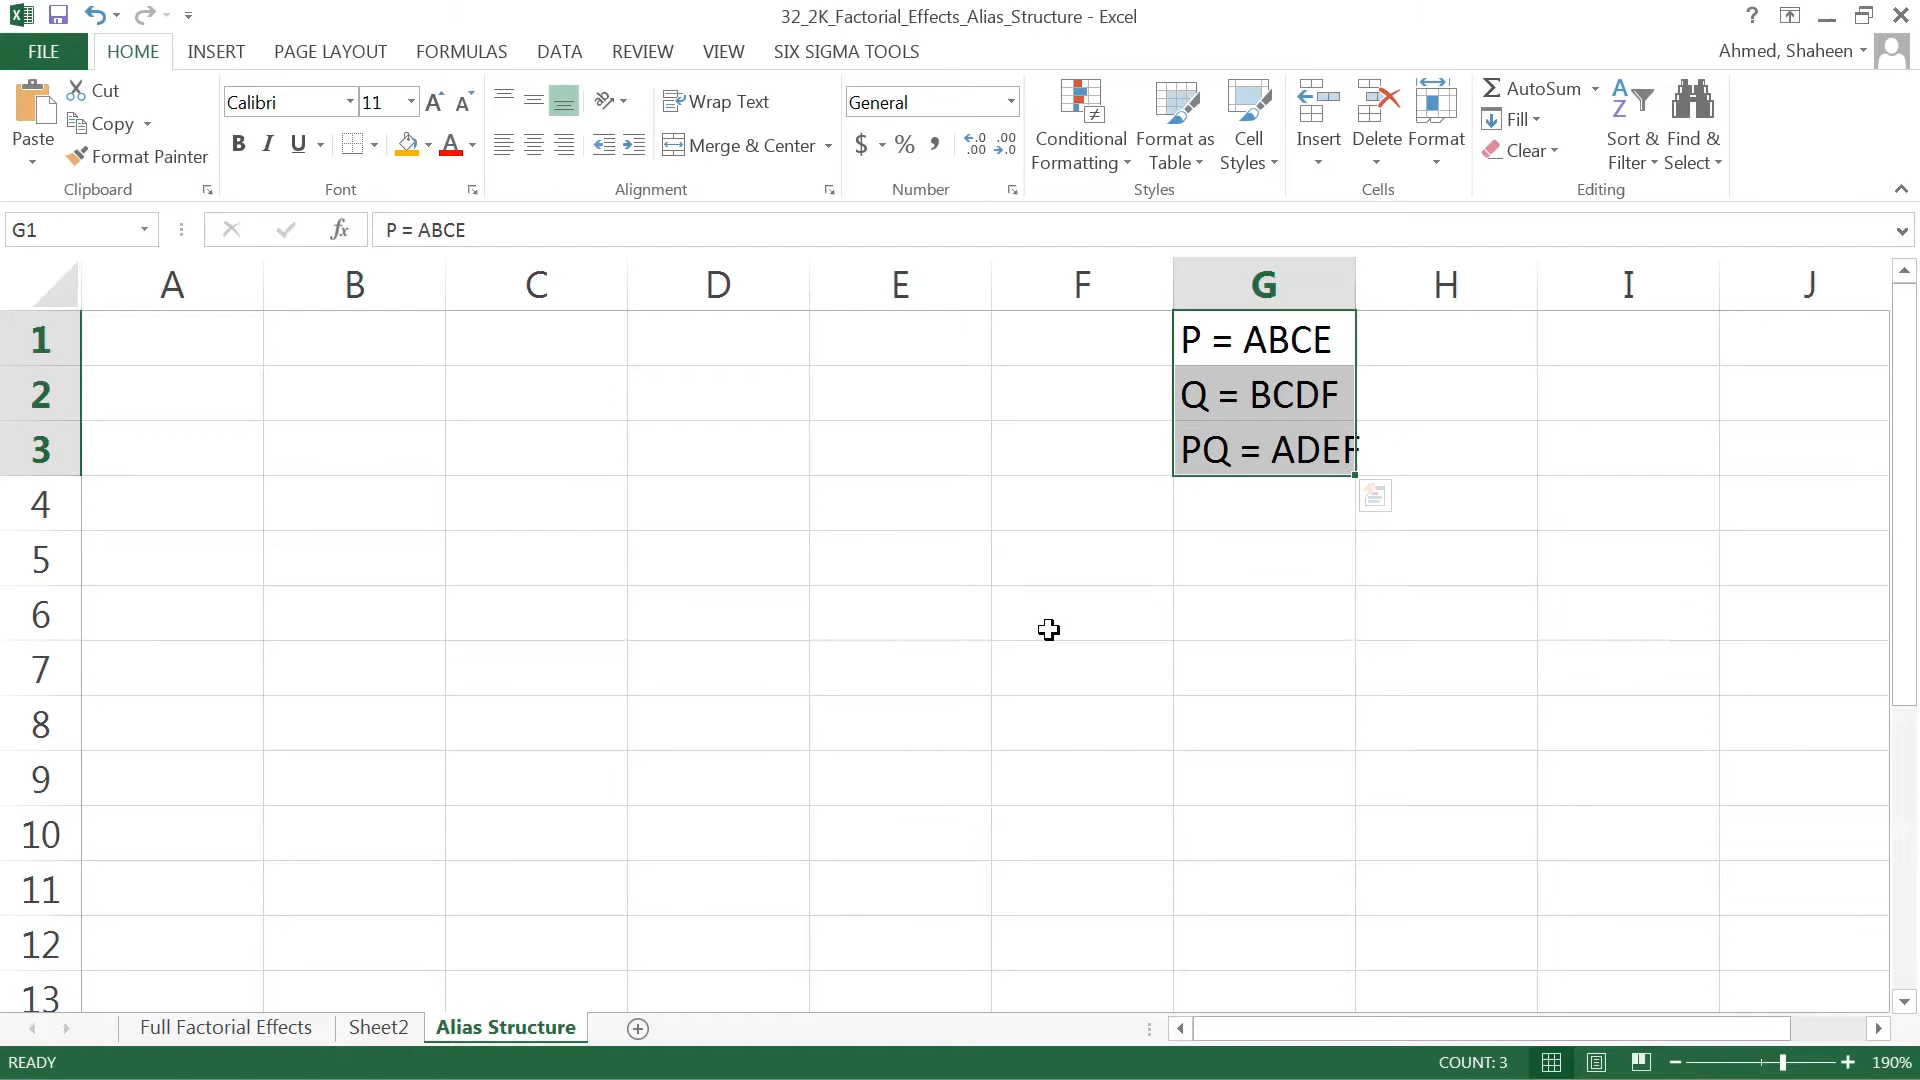 32_2K_Factorial_Effects_Alias_Structure - Excel
?
FILE HOME INSERT PAGE LAYOUT FORMULAS DATA REVIEW VIEW SIX SIGMA TOOLS
Ahmed, Shaheen
Paste
Cut
Copy
Format Painter
Clipboard
Calibri 11
B I U
Font
Wrap Text
Merge & Center
Alignment
General
$ % ,
Number
Conditional Formatting
Format as Table
Cell Styles
Styles
Insert
Delete
Format
Cells
AutoSum
Fill
Clear
Sort & Filter
Find & Select
Editing
G1
fx
P = ABCE
A B C D E F G H I J
1 P = ABCE
2 Q = BCDF
3 PQ = ADEF
4
5
6
7
8
9
10
11
12
13
Full Factorial Effects Sheet2 Alias Structure
READY COUNT: 3 190%